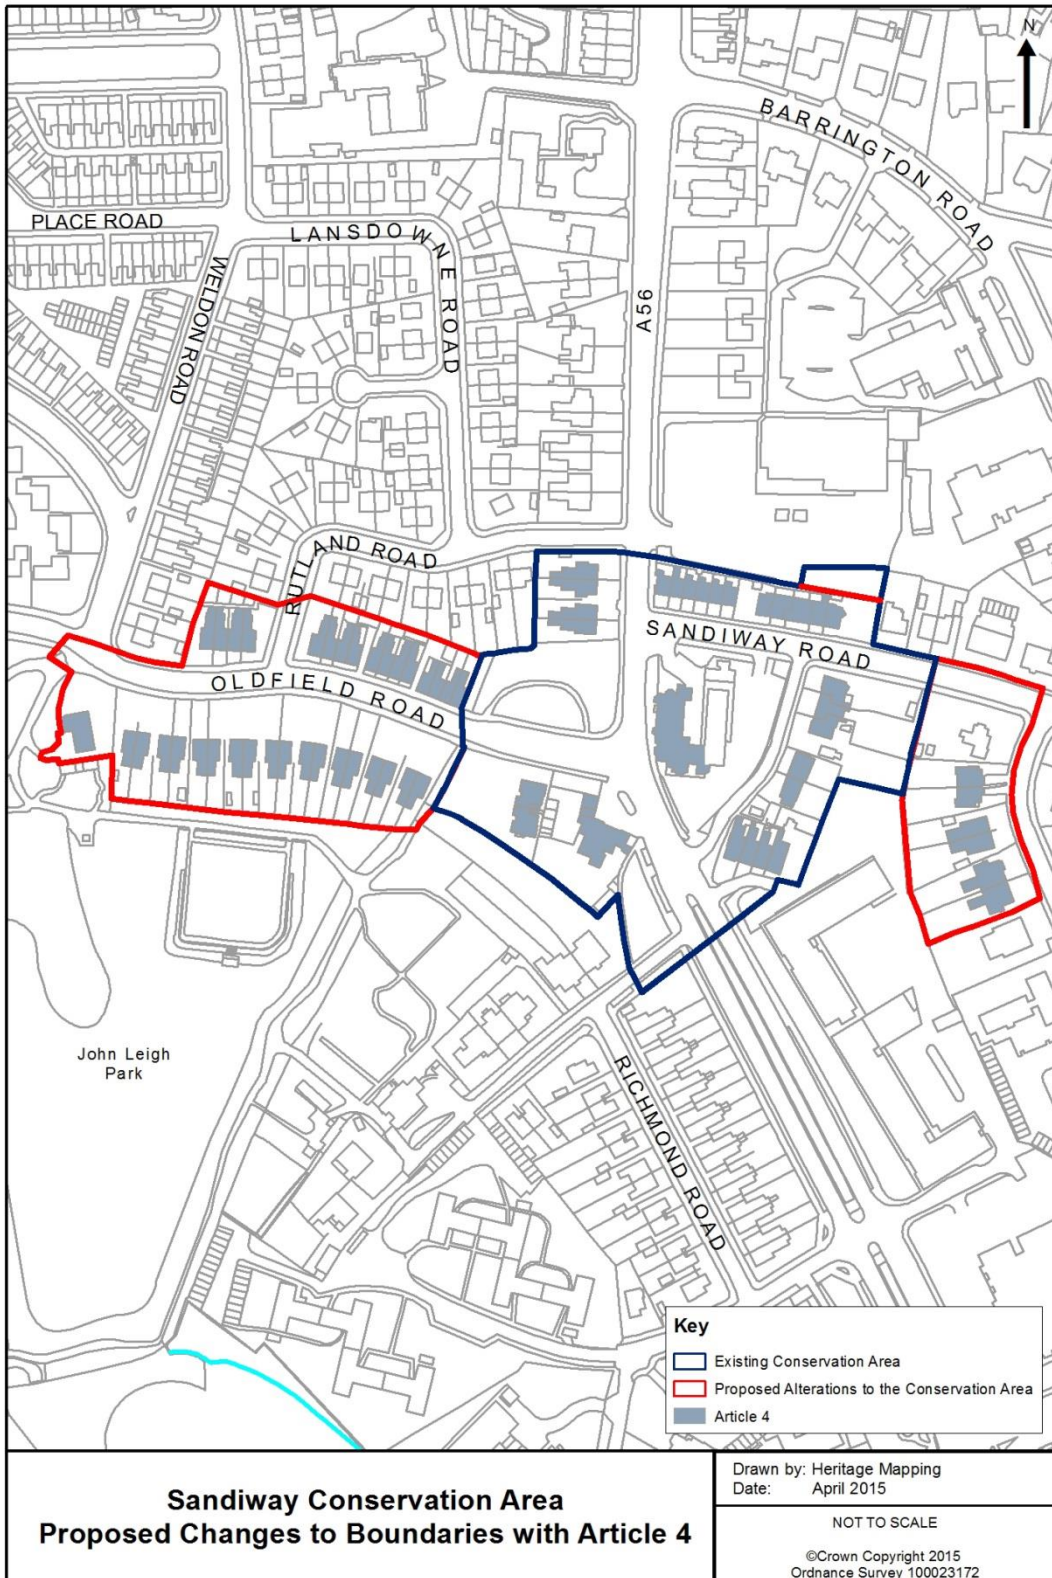 N
BARRINGTON ROAD
PLACE ROAD
LANSDOWNE ROAD
WELDON ROAD
A56
RUTLAND ROAD
SANDIWAY ROAD
OLDFIELD ROAD
John Leigh
Park
RICHMOND ROAD
Key
Existing Conservation Area
Proposed Alterations to the Conservation Area
Article 4
Sandiway Conservation Area
Proposed Changes to Boundaries with Article 4
Drawn by: Heritage Mapping
Date: April 2015
NOT TO SCALE
©Crown Copyright 2015
Ordnance Survey 100023172